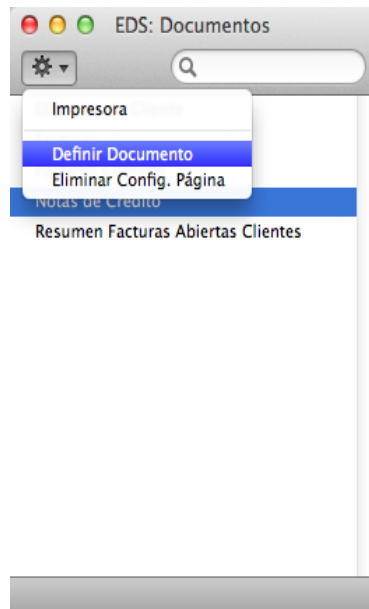 EDS: Documentos
Impresora
Definir Documento
Eliminar Config. Página
Notas de Crédito
Resumen Facturas Abiertas Clientes